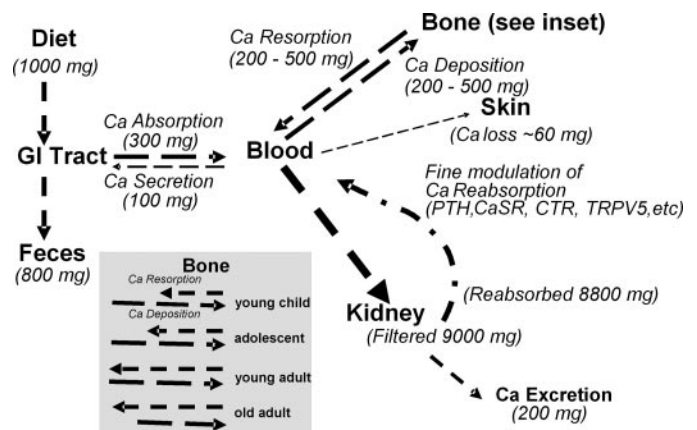 Diet
(1000 mg)
Ca Resorption
(200 - 500 mg)
Bone (see inset)
Ca Deposition
(200 - 500 mg)
Skin
(Ca loss ~60 mg)
Ca Absorption
(300 mg)
GI Tract
Blood
Ca Secretion
(100 mg)
Fine modulation of
Ca Reabsorption
(PTH,CaSR, CTR, TRPV5,etc)
Feces
(800 mg)
Bone
Ca Resorption
young child
Ca Deposition
adolescent
young adult
old adult
(Reabsorbed 8800 mg)
Kidney
(Filtered 9000 mg)
Ca Excretion
(200 mg)